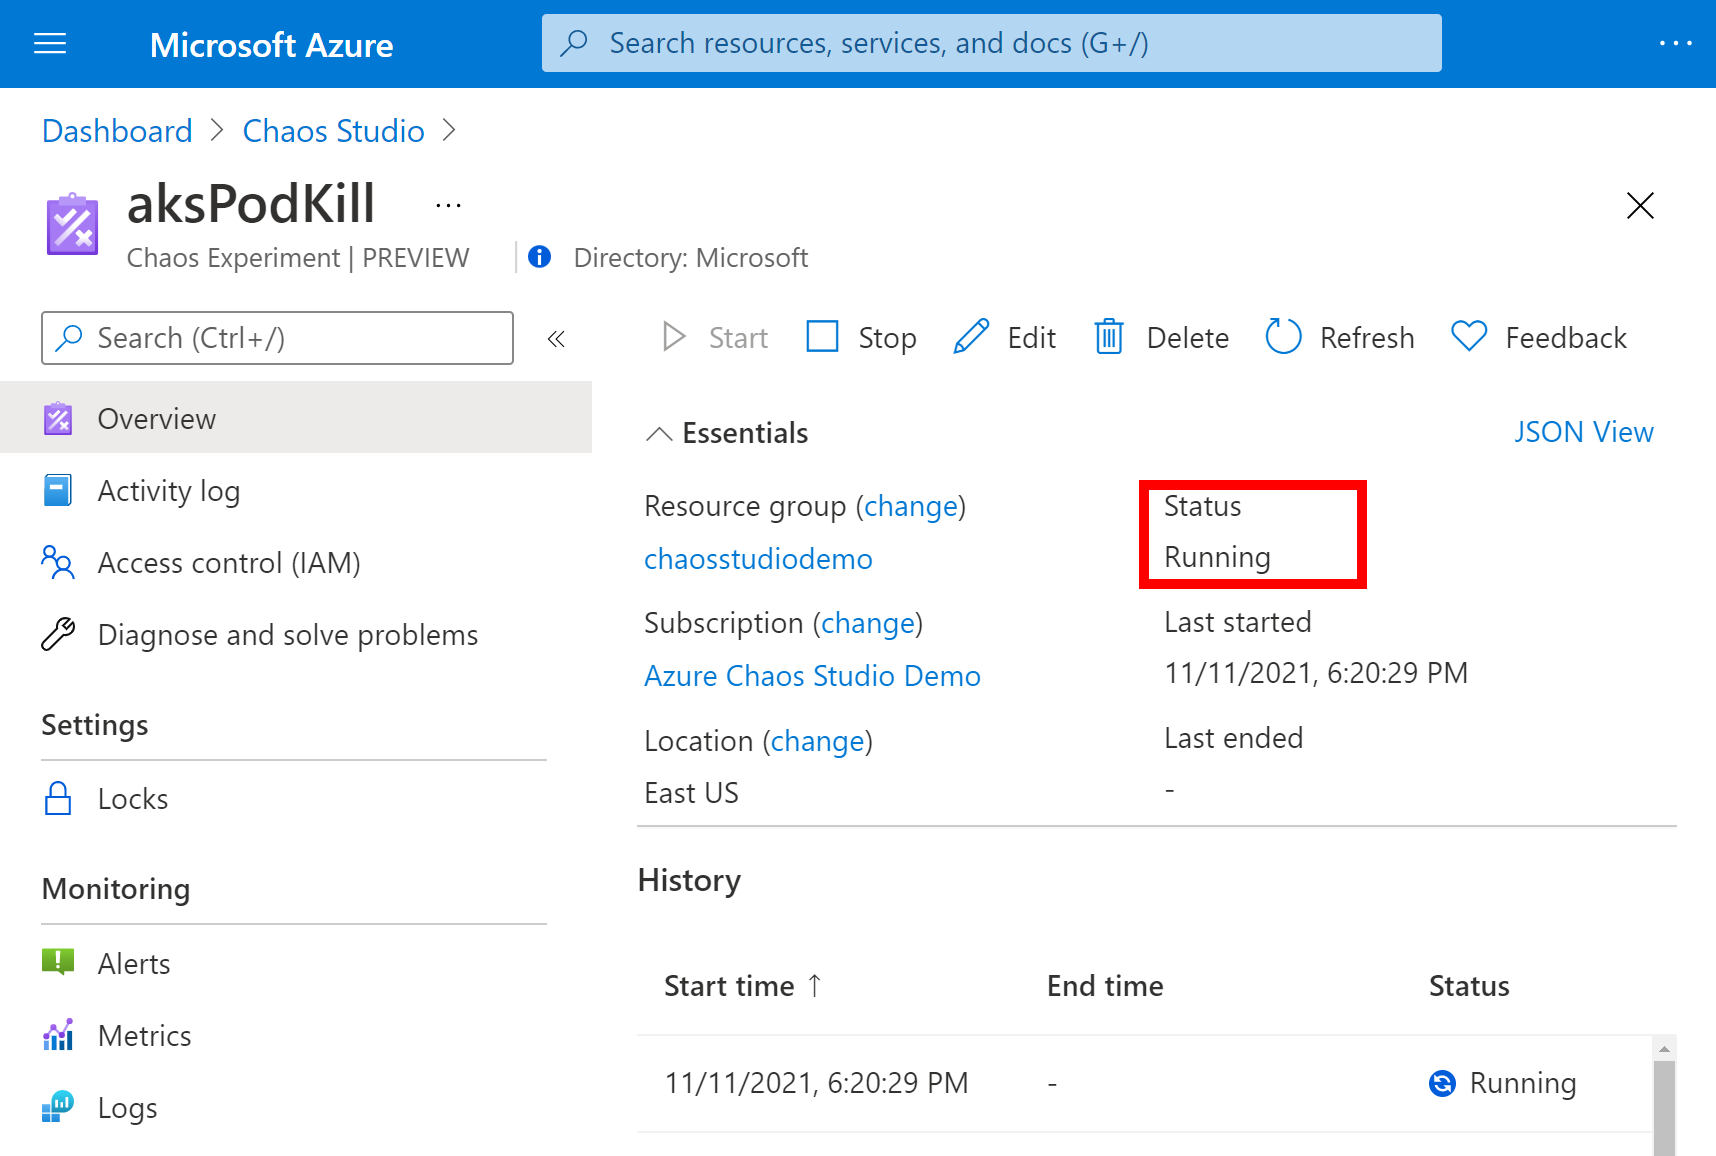 Microsoft Azure
Search resources, services, and docs (G+/)
Dashboard > Chaos Studio >
aksPodKill ...
Chaos Experiment | PREVIEW
Directory: Microsoft
Search (Ctrl+/)
Overview
Activity log
Access control (IAM)
Diagnose and solve problems
Settings
Locks
Monitoring
Alerts
Metrics
Logs
Start Stop Edit Delete Refresh Feedback
Essentials
JSON View
Resource group (change)
chaosstudiodemo
Subscription (change)
Azure Chaos Studio Demo
Location (change)
East US
Status
Running
Last started
11/11/2021, 6:20:29 PM
Last ended
-
History
Start time ↑ End time Status
11/11/2021, 6:20:29 PM - Running